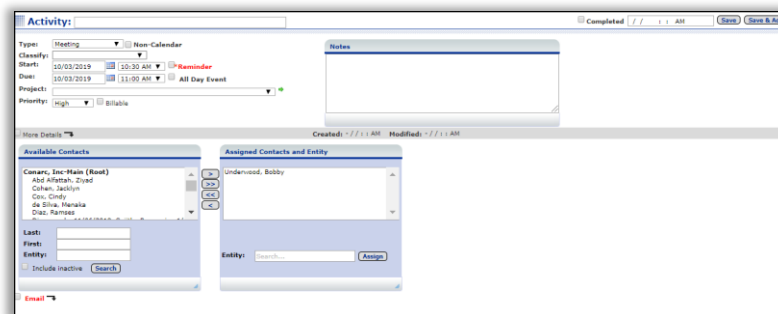 Activity:
Completed / / : : AM Save Save & As
Type: Meeting Non-Calendar
Classify:
Start: 10/03/2019 10:30 AM *Reminder
Due: 10/03/2019 11:00 AM All Day Event
Project:
Priority: High Billable
Notes
More Details
Created: - / / : : AM Modified: - / / : : AM
Available Contacts
Conarc, Inc-Main (Root)
Abd Alfattah, Ziyad
Cohen, Jacklyn
Cox, Cindy
de Silva, Menaka
Diaz, Ramses
> 
>>
<<
<
Last:
First:
Entity:
Include Inactive Search
Assigned Contacts and Entity
Underwood, Bobby
Entity: Search... Assign
Email